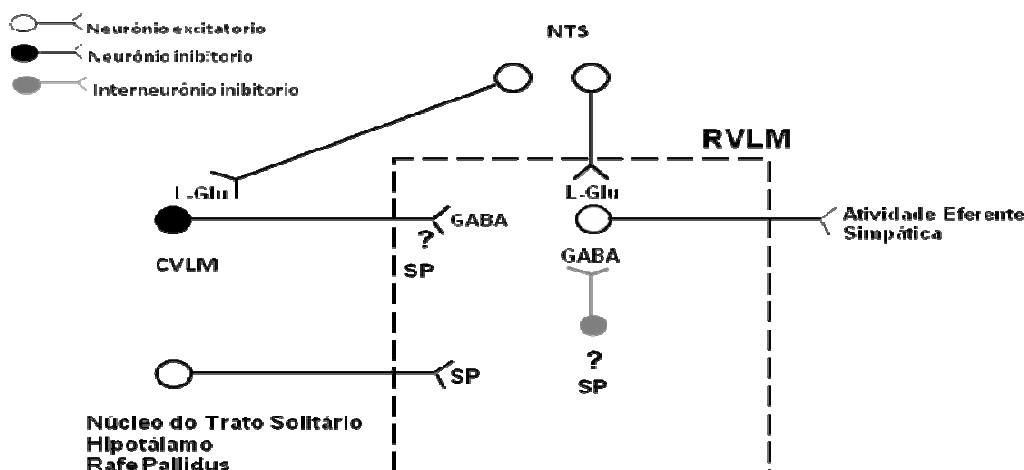 Neurônio excitatorio
Neurônio inibitorio
Interneurônio inibitorio
NTS
RVLM
L-Glu
L-Glu
GABA
?
SP
CVLM
GABA
Atividade Eferente
Simpática
?
SP
SP
Núcleo do Trato Solitário
Hipotálamo
Rafe Pallidus